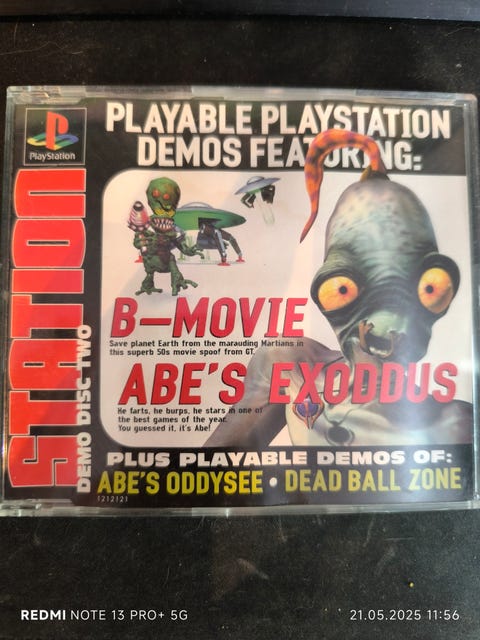 PLAYABLE PLAYSTATION
DEMOS FEATURING:
PlayStation
STATION
DEMO DISC TWO
B-MOVIE
Save planet Earth from the marauding Martians in
this superb 50s movie spoof from GT.
ABE'S EXODDUS
He farts, he burps, he stars in one of
the best games of the year.
You guessed it, it's Abe!
PLUS PLAYABLE DEMOS OF:
ABE'S ODDYSEE • DEAD BALL ZONE
1212121
REDMI NOTE 13 PRO+ 5G
21.05.2025 11:56